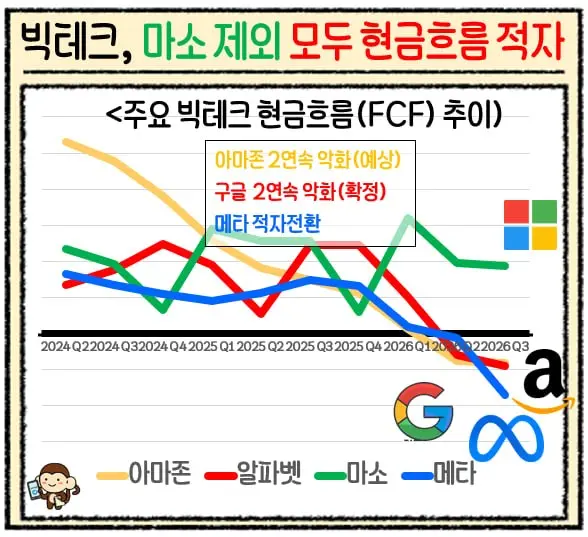 빅테크, 마소 제외 모두 현금흐름 적자
<주요 빅테크 현금흐름(FCF) 추이>
아마존 2연속 악화(예상)
구글 2연속 악화(확정)
메타 적자전환
2024 Q2 2024 Q3 2024 Q4 2025 Q1 2025 Q2 2025 Q3 2025 Q4 2026 Q1 2026 Q2 2026 Q3
아마존 알파벳 마소 메타